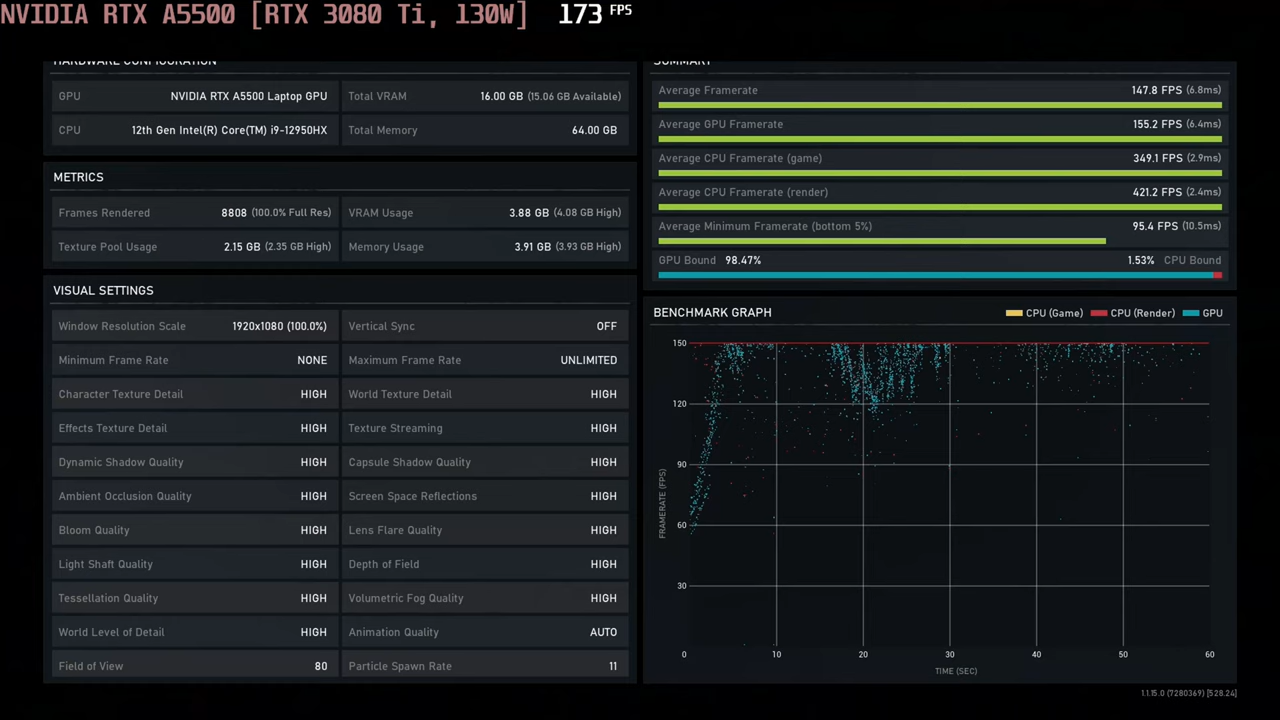 NVIDIA RTX A5500 [RTX 3080 Ti, 130W] 173 FPS
HARDWARE CONFIGURATION
GPU NVIDIA RTX A5500 Laptop GPU Total VRAM 16.00 GB (15.06 GB Available)
CPU 12th Gen Intel(R) Core(TM) i9-12950HX Total Memory 64.00 GB
METRICS
Frames Rendered 8808 (100.0% Full Res) VRAM Usage 3.88 GB (4.08 GB High)
Texture Pool Usage 2.15 GB (2.35 GB High) Memory Usage 3.91 GB (3.93 GB High)
VISUAL SETTINGS
Window Resolution Scale 1920x1080 (100.0%) Vertical Sync OFF
Minimum Frame Rate NONE Maximum Frame Rate UNLIMITED
Character Texture Detail HIGH World Texture Detail HIGH
Effects Texture Detail HIGH Texture Streaming HIGH
Dynamic Shadow Quality HIGH Capsule Shadow Quality HIGH
Ambient Occlusion Quality HIGH Screen Space Reflections HIGH
Bloom Quality HIGH Lens Flare Quality HIGH
Light Shaft Quality HIGH Depth of Field HIGH
Tessellation Quality HIGH Volumetric Fog Quality HIGH
World Level of Detail HIGH Animation Quality AUTO
Field of View 80 Particle Spawn Rate 11
SUMMARY
Average Framerate 147.8 FPS (6.8ms)
Average GPU Framerate 155.2 FPS (6.4ms)
Average CPU Framerate (game) 349.1 FPS (2.9ms)
Average CPU Framerate (render) 421.2 FPS (2.4ms)
Average Minimum Framerate (bottom 5%) 95.4 FPS (10.5ms)
GPU Bound 98.47% 1.53% CPU Bound
BENCHMARK GRAPH CPU (Game) CPU (Render) GPU
150
120
90
60
30
FRAMERATE (FPS)
0 10 20 30 40 50 60
TIME (SEC)
1.1.15.0 (7280369) [528.24]